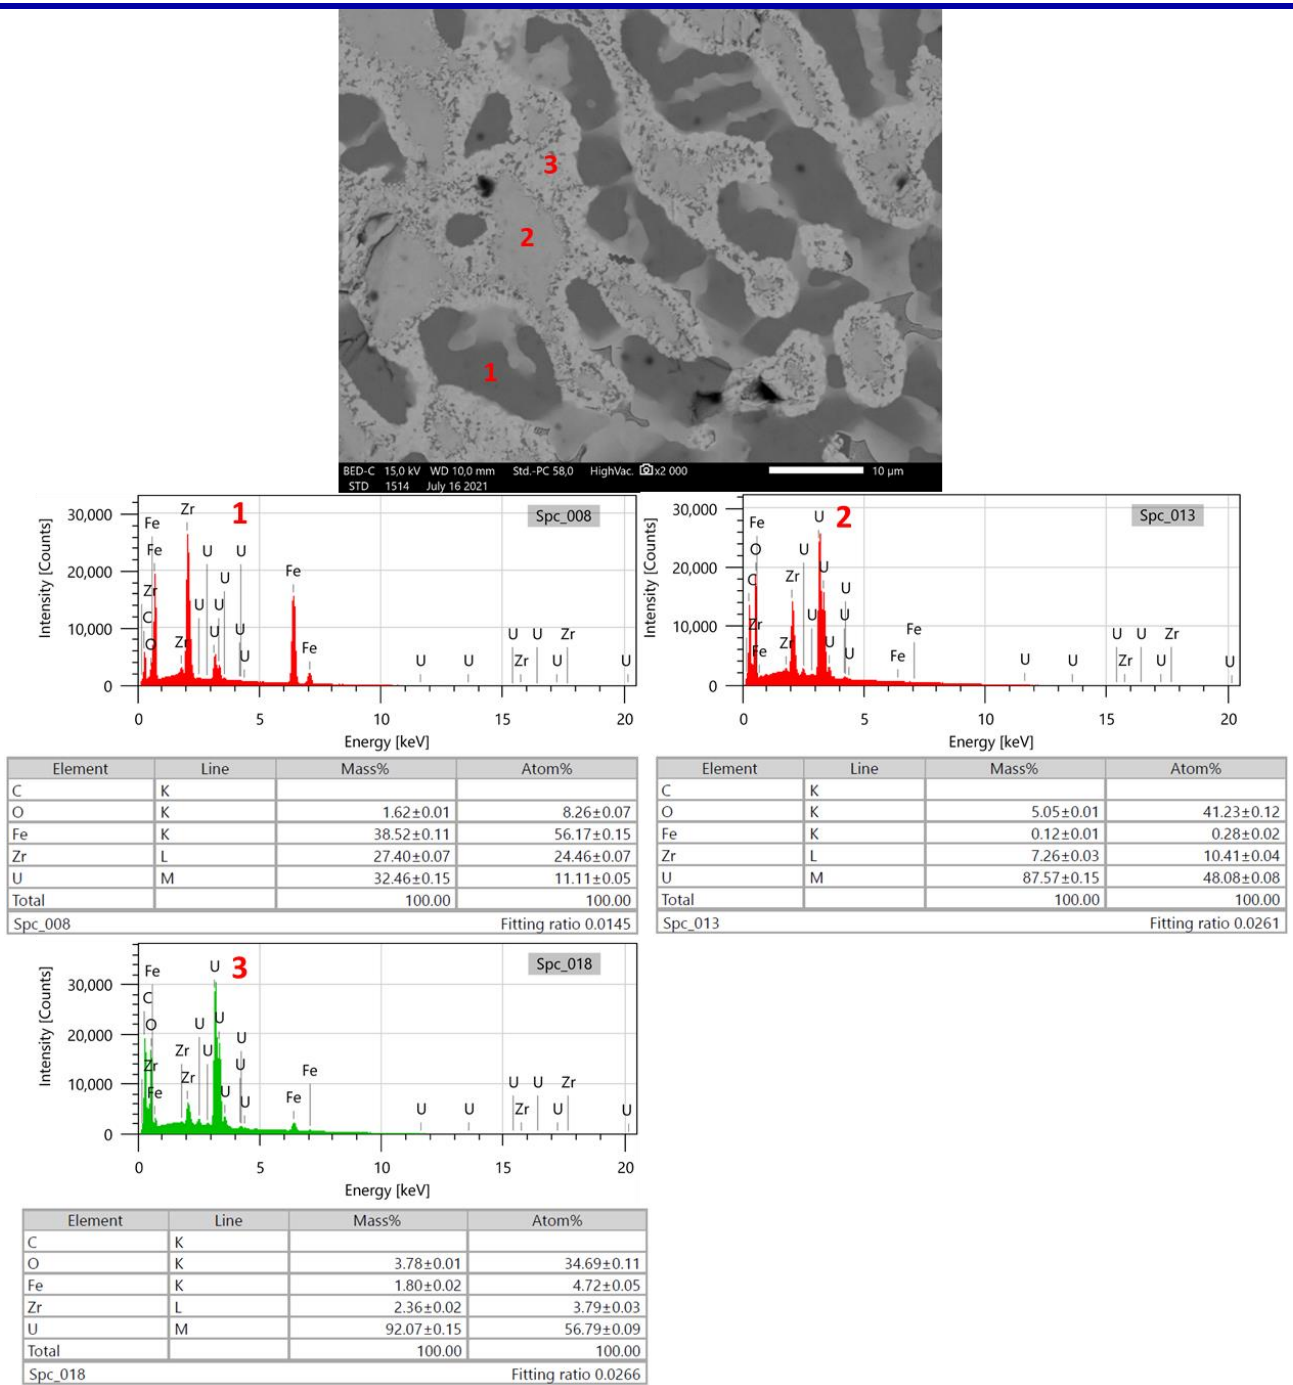 3
2
1
BED-C 15,0 kV WD 10,0 mm Std.-PC 58,0 HighVac. x2 000 10 µm
STD 1514 July 16 2021
1
Spc_008
Intensity [Counts]
30,000
20,000
10,000
0
Fe
Fe
Zr
C
O
Zr
Zr
U
U
U
U
U
U
U
U
Fe
Fe
U
U
U
U
Zr
Zr
U
U
0 5 10 15 20
Energy [keV]
2
Spc_013
Intensity [Counts]
30,000
20,000
10,000
0
Fe
O
C
Zr
Fe
Zr
Zr
U
U
U
U
U
U
U
U
Fe
Fe
U
U
U
U
Zr
Zr
U
U
0 5 10 15 20
Energy [keV]
Element Line Mass% Atom%
C K
O K 1.62±0.01 8.26±0.07
Fe K 38.52±0.11 56.17±0.15
Zr L 27.40±0.07 24.46±0.07
U M 32.46±0.15 11.11±0.05
Total 100.00 100.00
Spc_008 Fitting ratio 0.0145
Element Line Mass% Atom%
C K
O K 5.05±0.01 41.23±0.12
Fe K 0.12±0.01 0.28±0.02
Zr L 7.26±0.03 10.41±0.04
U M 87.57±0.15 48.08±0.08
Total 100.00 100.00
Spc_013 Fitting ratio 0.0261
3
Spc_018
Intensity [Counts]
30,000
20,000
10,000
0
Fe
C
O
Zr
Fe
Zr
Zr
U
U
U
U
U
U
U
U
Fe
Fe
U
U
U
U
Zr
Zr
U
U
0 5 10 15 20
Energy [keV]
Element Line Mass% Atom%
C K
O K 3.78±0.01 34.69±0.11
Fe K 1.80±0.02 4.72±0.05
Zr L 2.36±0.02 3.79±0.03
U M 92.07±0.15 56.79±0.09
Total 100.00 100.00
Spc_018 Fitting ratio 0.0266